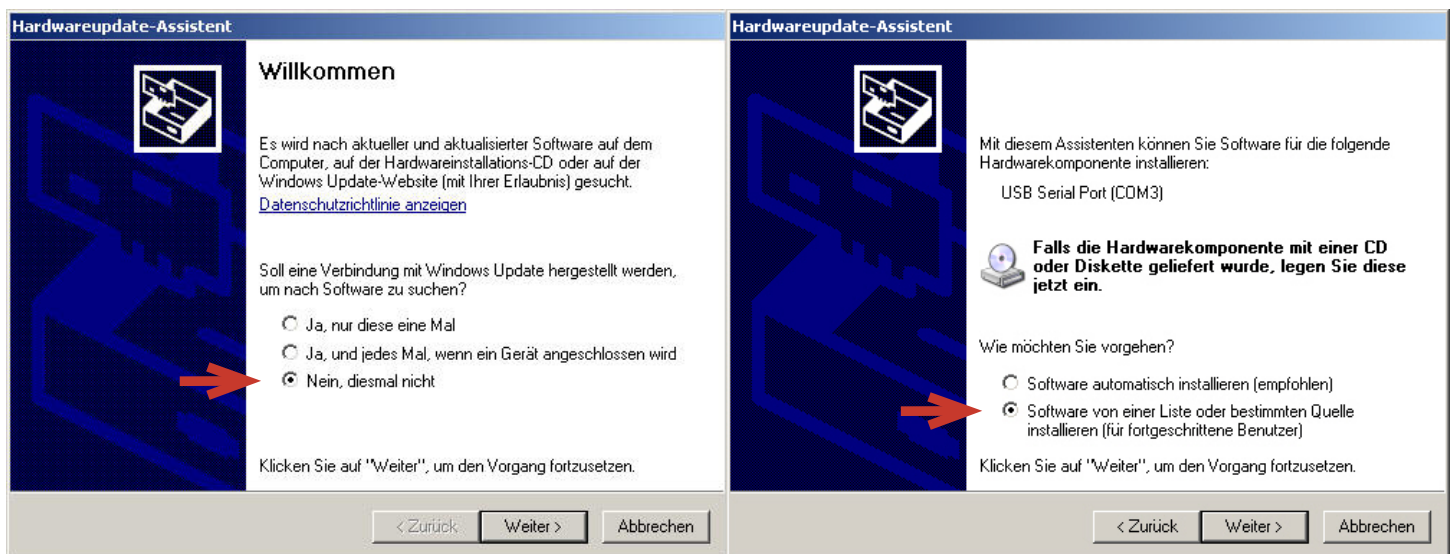 Hardwareupdate-Assistent
Willkommen
Es wird nach aktueller und aktualisierter Software auf dem
Computer, auf der Hardwareinstallations-CD oder auf der
Windows Update-Website (mit Ihrer Erlaubnis) gesucht.
Datenschutzrichtlinie anzeigen
Soll eine Verbindung mit Windows Update hergestellt werden,
um nach Software zu suchen?
Ja, nur diese eine Mal
Ja, und jedes Mal, wenn ein Gerät angeschlossen wird
Nein, diesmal nicht
Klicken Sie auf "Weiter", um den Vorgang fortzusetzen.
< Zurück
Weiter >
Abbrechen
Hardwareupdate-Assistent
Mit diesem Assistenten können Sie Software für die folgende
Hardwarekomponente installieren:
USB Serial Port (COM3)
Falls die Hardwarekomponente mit einer CD
oder Diskette geliefert wurde, legen Sie diese
jetzt ein.
Wie möchten Sie vorgehen?
Software automatisch installieren (empfohlen)
Software von einer Liste oder bestimmten Quelle
installieren (für fortgeschrittene Benutzer)
Klicken Sie auf "Weiter", um den Vorgang fortzusetzen.
< Zurück
Weiter >
Abbrechen